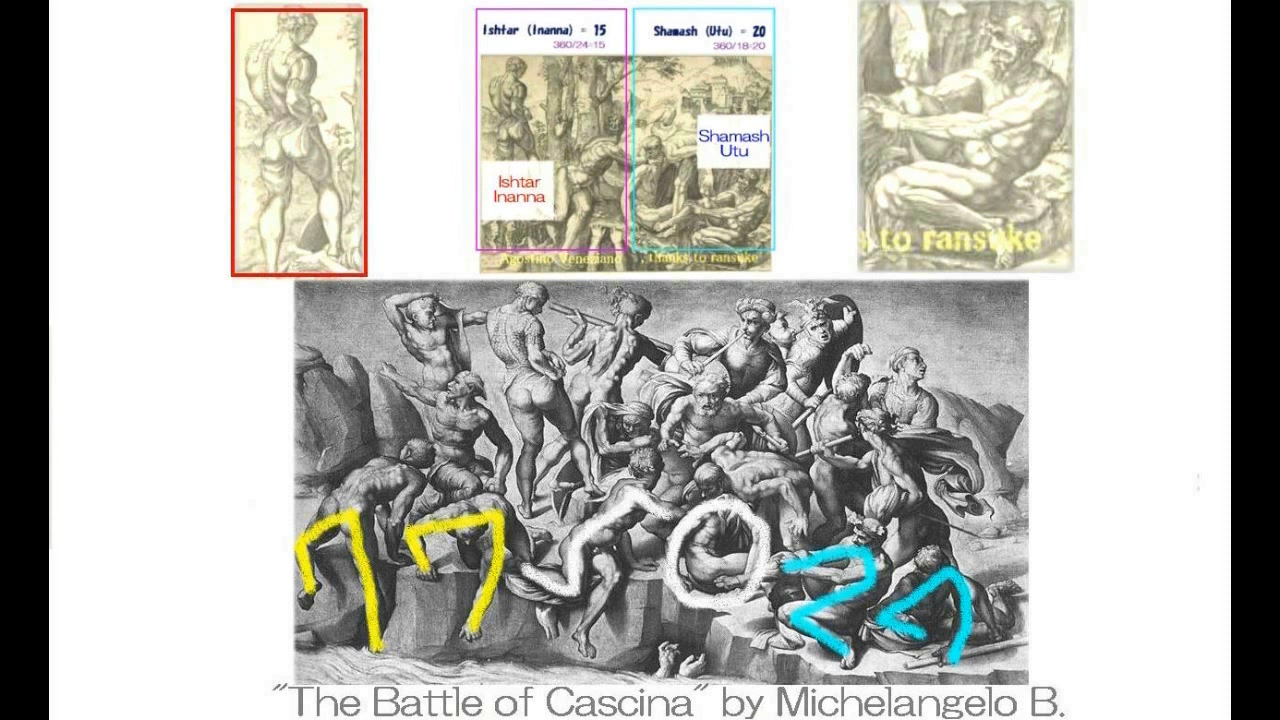 Ishtar (Inanna) = 15
360/24=15
Shamash (Utu) = 20
360/18=20
Shamash
Utu
Ishtar
Inanna
Agostino Veneziano , thanks to ransuke
to ransuke
"The Battle of Cascina" by Michelangelo B.